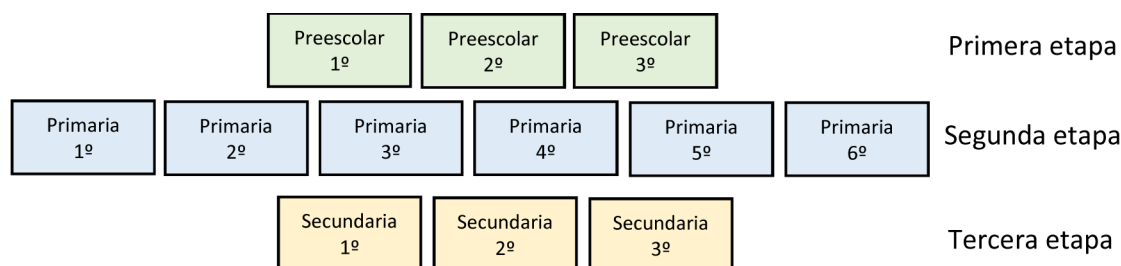 Preescolar
1º
Preescolar
2º
Preescolar
3º
Primera etapa
Primaria
1º
Primaria
2º
Primaria
3º
Primaria
4º
Primaria
5º
Primaria
6º
Segunda etapa
Secundaria
1º
Secundaria
2º
Secundaria
3º
Tercera etapa